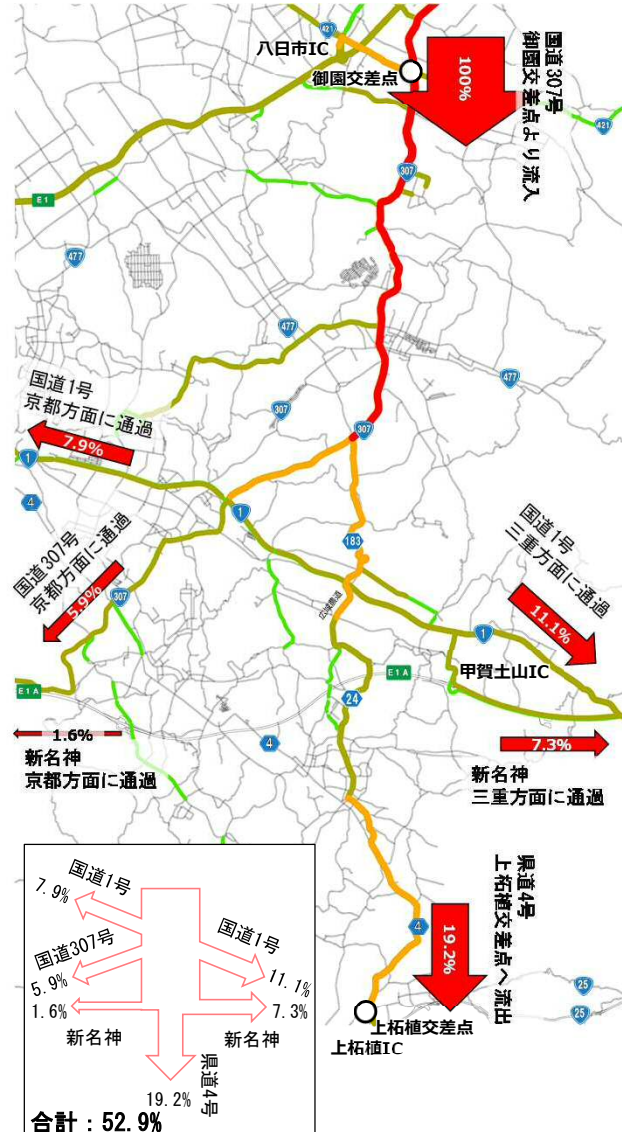 421
八日市IC
御園交差点
100%
国道307号
御園交差点より流入
421
307
E1
477
477
477
307
307
国道1号
京都方面に通過
7.9%
1
4
1
183
国道307号
京都方面に通過
5.9%
307
広域農道
国道1号
三重方面に通過
11.1%
1
甲賀土山IC
E1A
E1A
24
4
1.6%
新名神
京都方面に通過
7.3%
新名神
三重方面に通過
県道4号
上柘植交差点へ流出
19.2%
4
25
25
上柘植交差点
上柘植IC
国道1号
7.9%
国道307号
5.9%
1.6%
新名神
国道1号
11.1%
7.3%
新名神
県道4号
19.2%
合計：52.9%